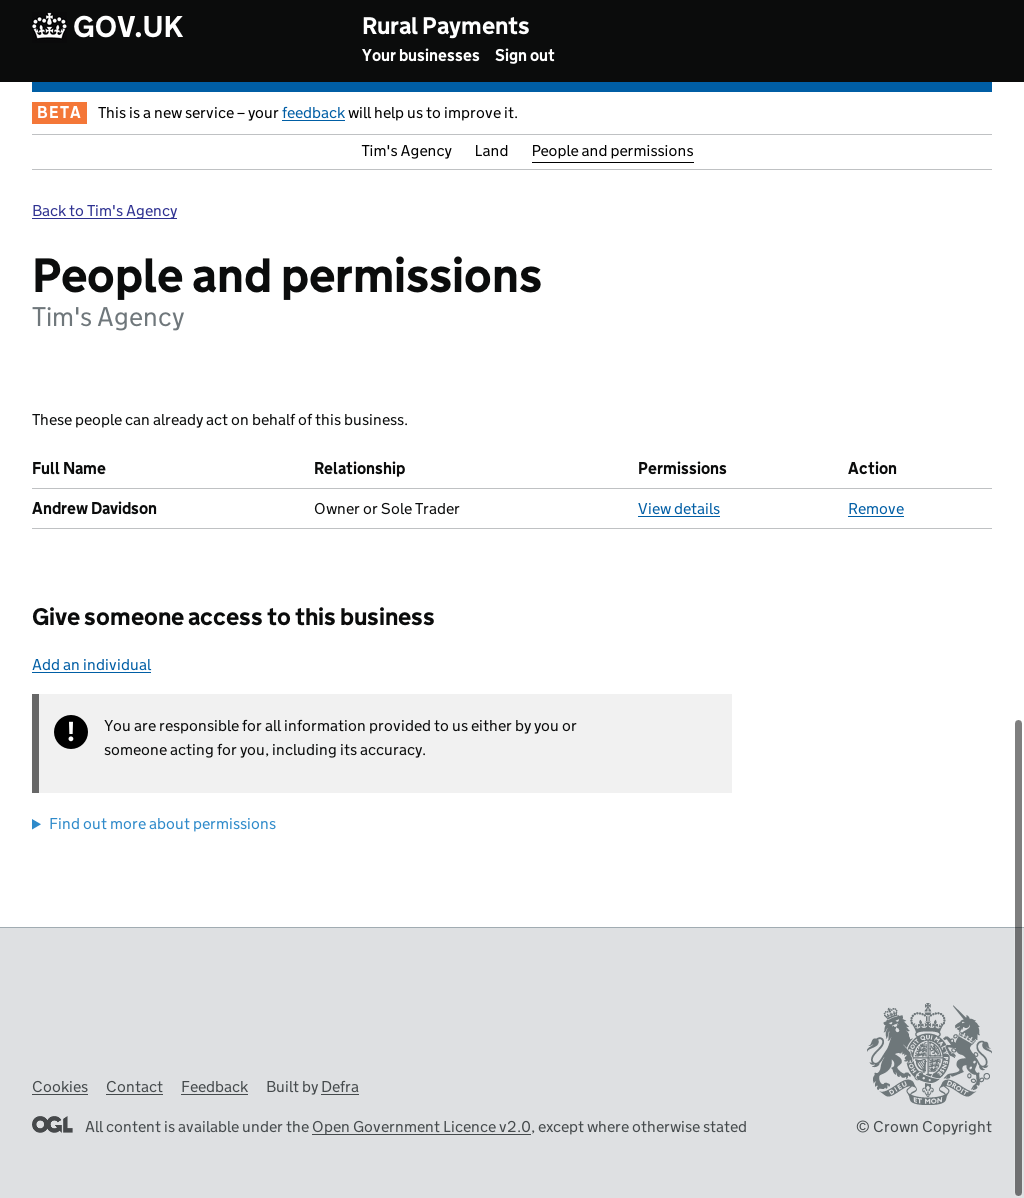 GOV.UK
Rural Payments
Your businesses Sign out
BETA This is a new service – your feedback will help us to improve it.
Tim's Agency Land People and permissions
Back to Tim's Agency
People and permissions
Tim's Agency
These people can already act on behalf of this business.
Full Name Relationship Permissions Action
Andrew Davidson Owner or Sole Trader View details Remove
Give someone access to this business
Add an individual
! You are responsible for all information provided to us either by you or
someone acting for you, including its accuracy.
Find out more about permissions
Cookies Contact Feedback Built by Defra
OGL All content is available under the Open Government Licence v2.0, except where otherwise stated
© Crown Copyright